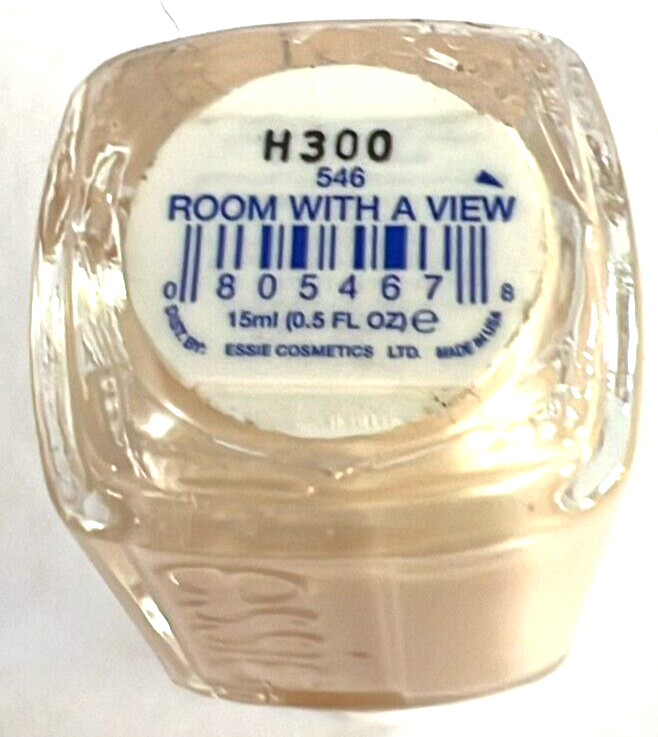 H300
546
ROOM WITH A VIEW
0 805467 8
15ml (0.5 FL OZ) e
DIST. BY: ESSIE COSMETICS LTD. MADE IN USA
essie